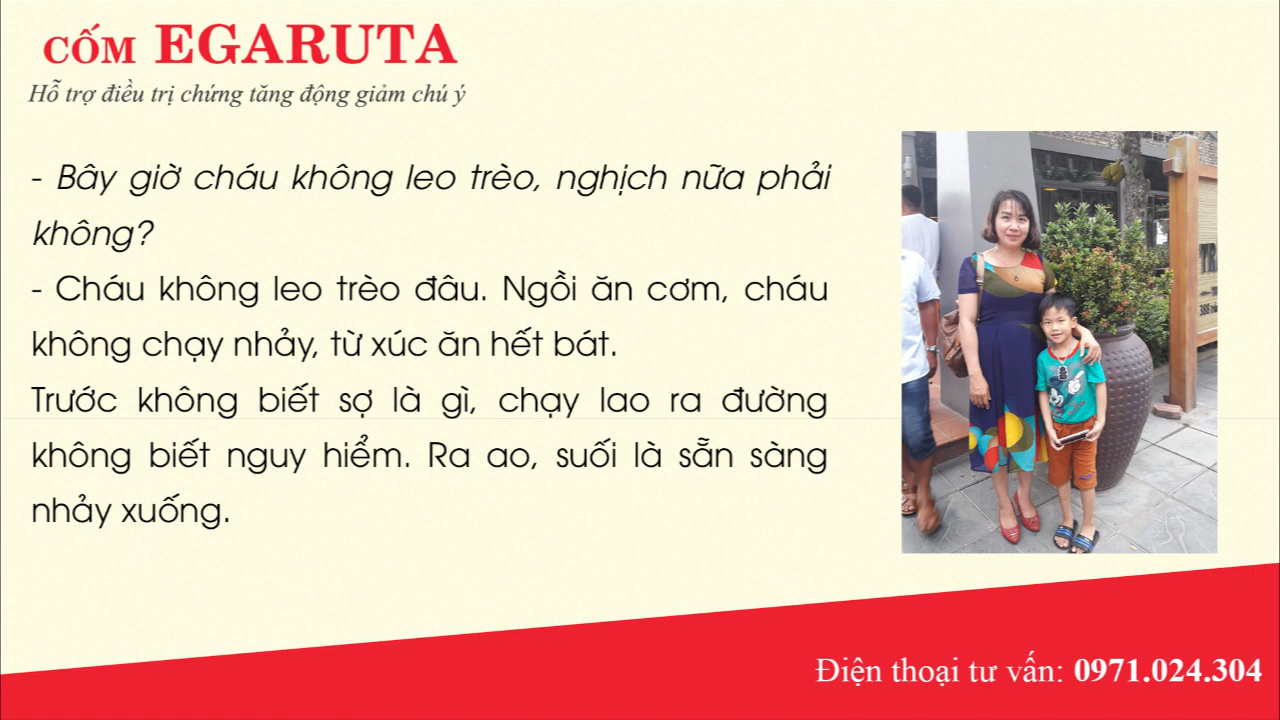 CỐM EGARUTA
Hỗ trợ điều trị chứng tăng động giảm chú ý
- Bây giờ cháu không leo trèo, nghịch nữa phải
không?
- Cháu không leo trèo đâu. Ngồi ăn cơm, cháu
không chạy nhảy, từ xúc ăn hết bát.
Trước không biết sợ là gì, chạy lao ra đường
không biết nguy hiểm. Ra ao, suối là sẵn sàng
nhảy xuống.
Điện thoại tư vấn: 0971.024.304